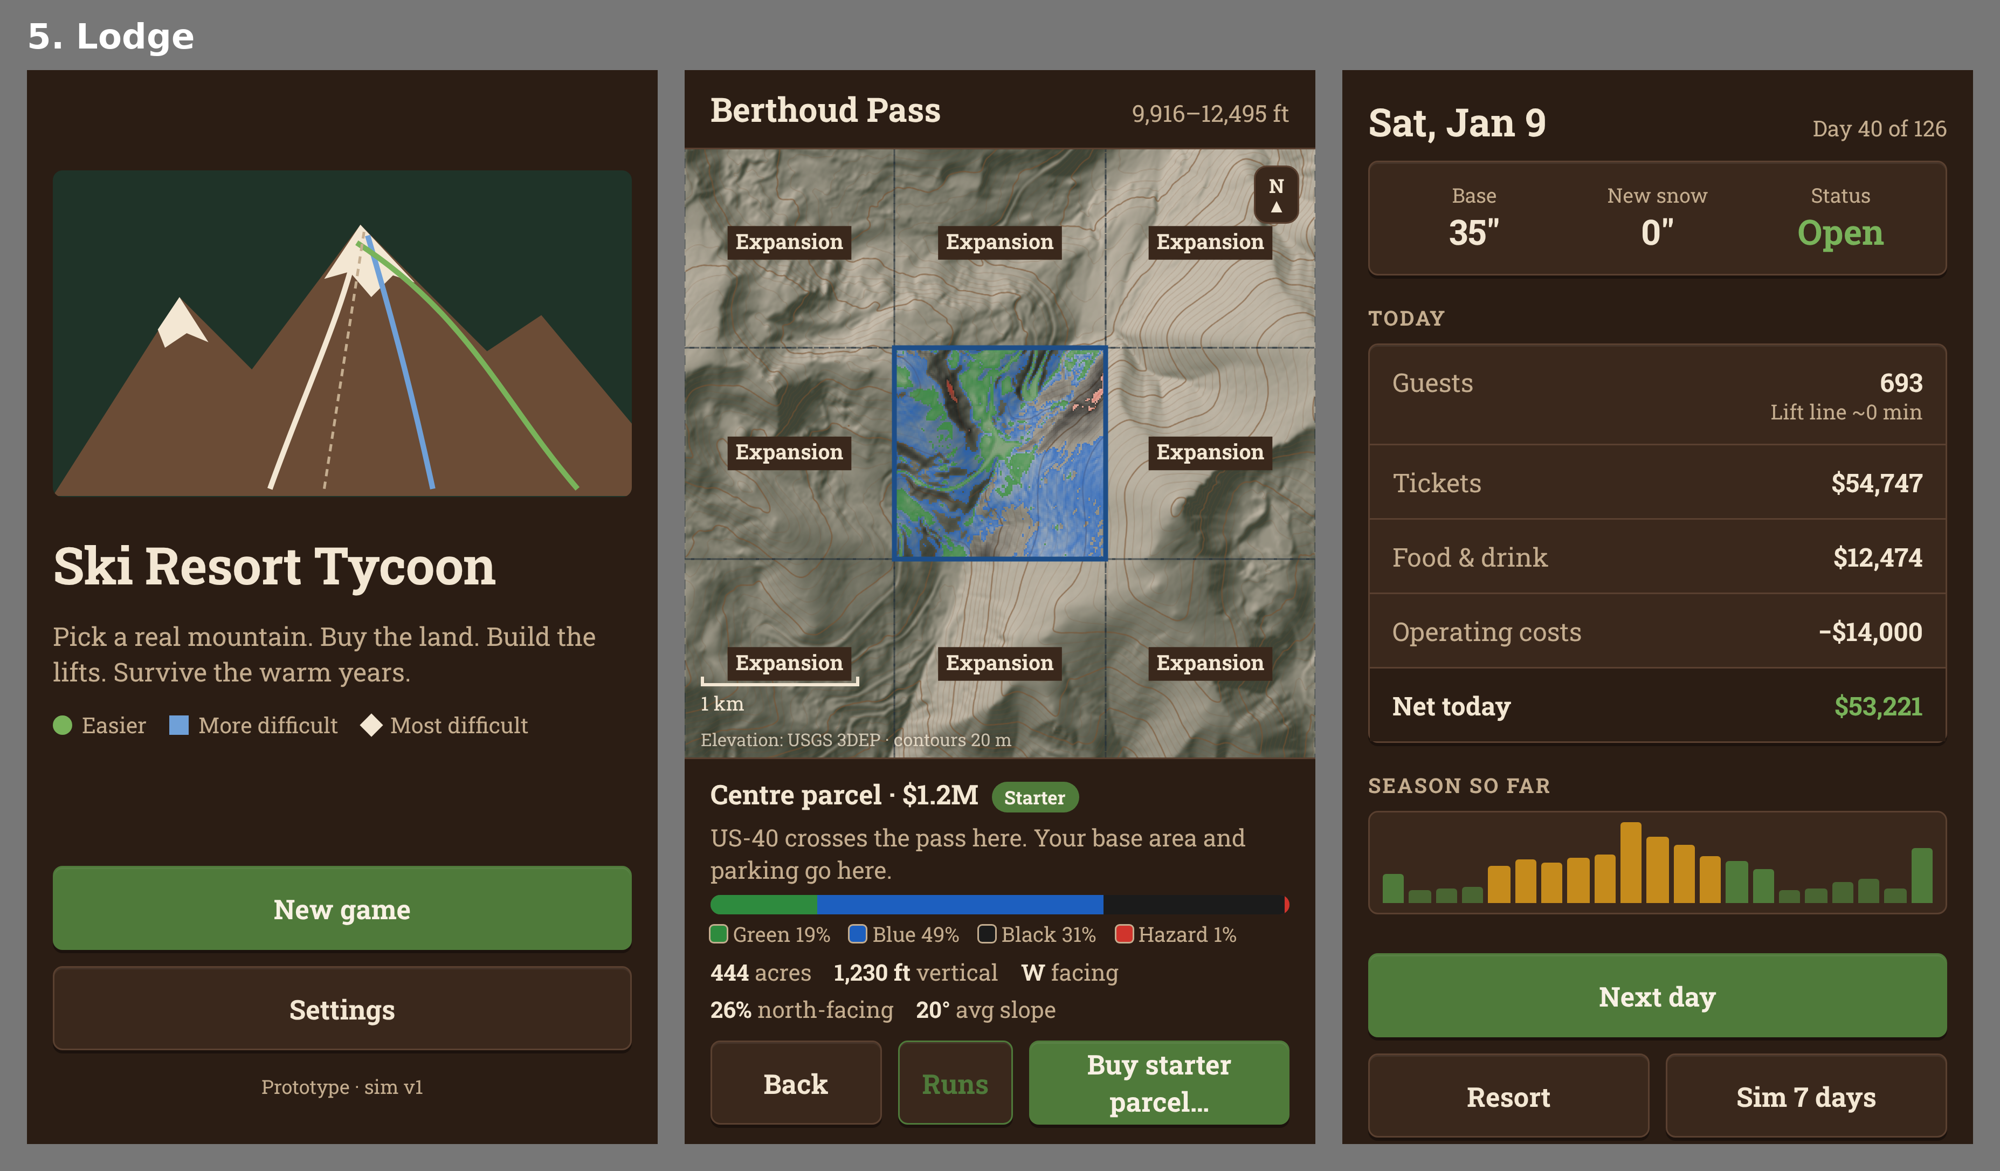 5. Lodge
Ski Resort Tycoon
Pick a real mountain. Buy the land. Build the
lifts. Survive the warm years.
Easier More difficult Most difficult
New game
Settings
Prototype · sim v1
Berthoud Pass 9,916–12,495 ft
N
Expansion Expansion Expansion
Expansion Expansion
Expansion Expansion Expansion
1 km
Elevation: USGS 3DEP · contours 20 m
Centre parcel · $1.2M Starter
US-40 crosses the pass here. Your base area and
parking go here.
Green 19% Blue 49% Black 31% Hazard 1%
444 acres 1,230 ft vertical W facing
26% north-facing 20° avg slope
Back Runs Buy starter
parcel...
Sat, Jan 9 Day 40 of 126
Base New snow Status
35" 0" Open
TODAY
Guests 693
Lift line ~0 min
Tickets $54,747
Food & drink $12,474
Operating costs −$14,000
Net today $53,221
SEASON SO FAR
Next day
Resort Sim 7 days